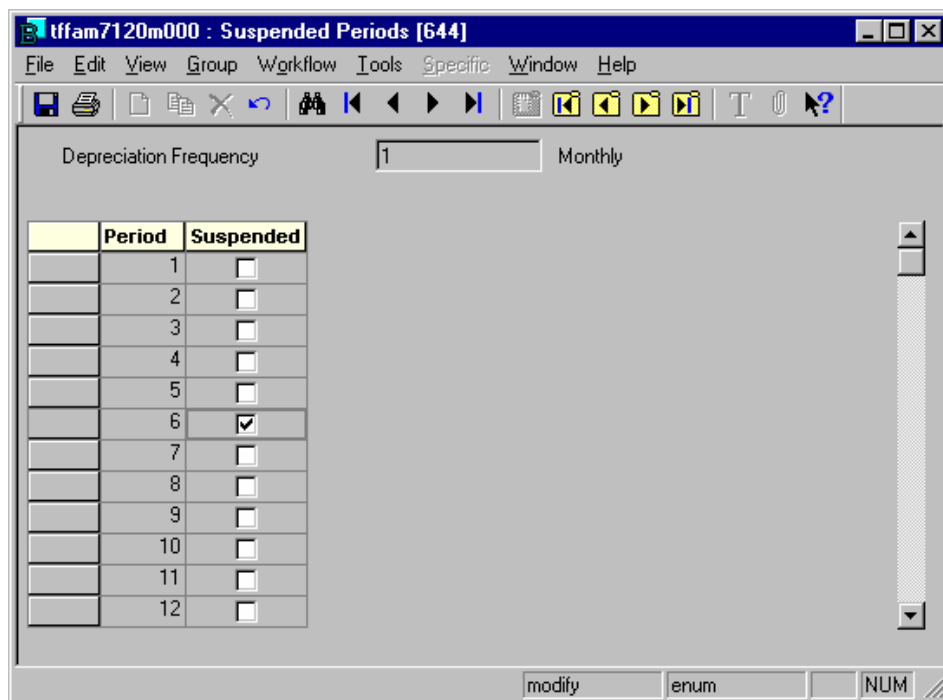 tffam7120m000 : Suspended Periods [644]
File Edit View Group Workflow Tools Specific Window Help
Depreciation Frequency 1 Monthly
Period Suspended
1
2
3
4
5
6
7
8
9
10
11
12
modify enum NUM